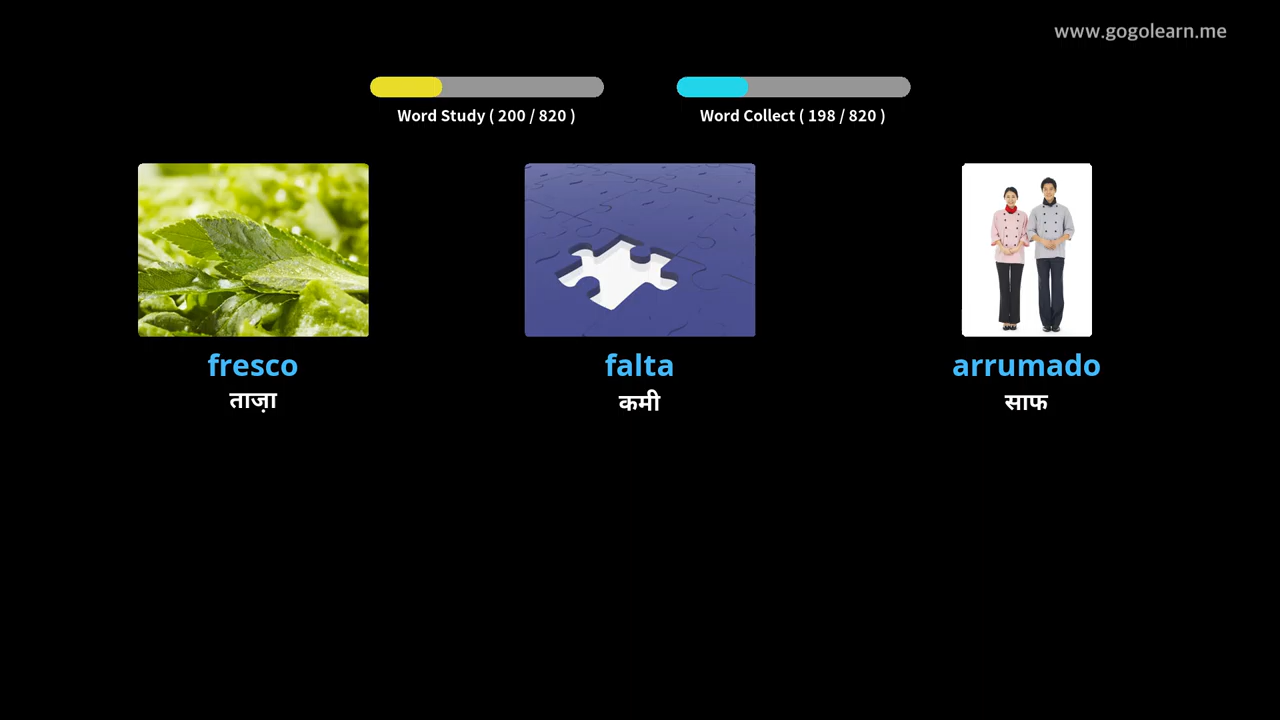 www.gogolearn.me
Word Study ( 200 / 820 )
Word Collect ( 198 / 820 )
fresco
falta
arrumado
ताज़ा
कमी
साफ